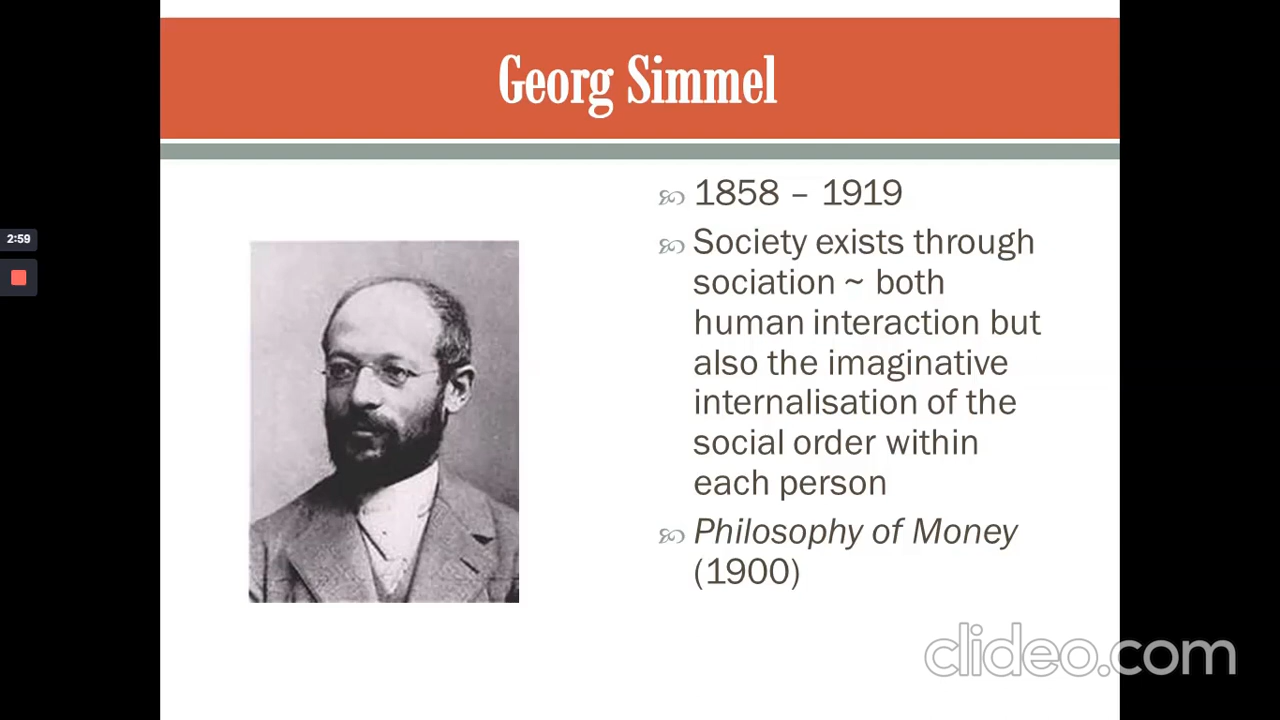 Georg Simmel
1858 – 1919
Society exists through
sociation ~ both
human interaction but
also the imaginative
internalisation of the
social order within
each person
Philosophy of Money
(1900)
2:59
clideo.com